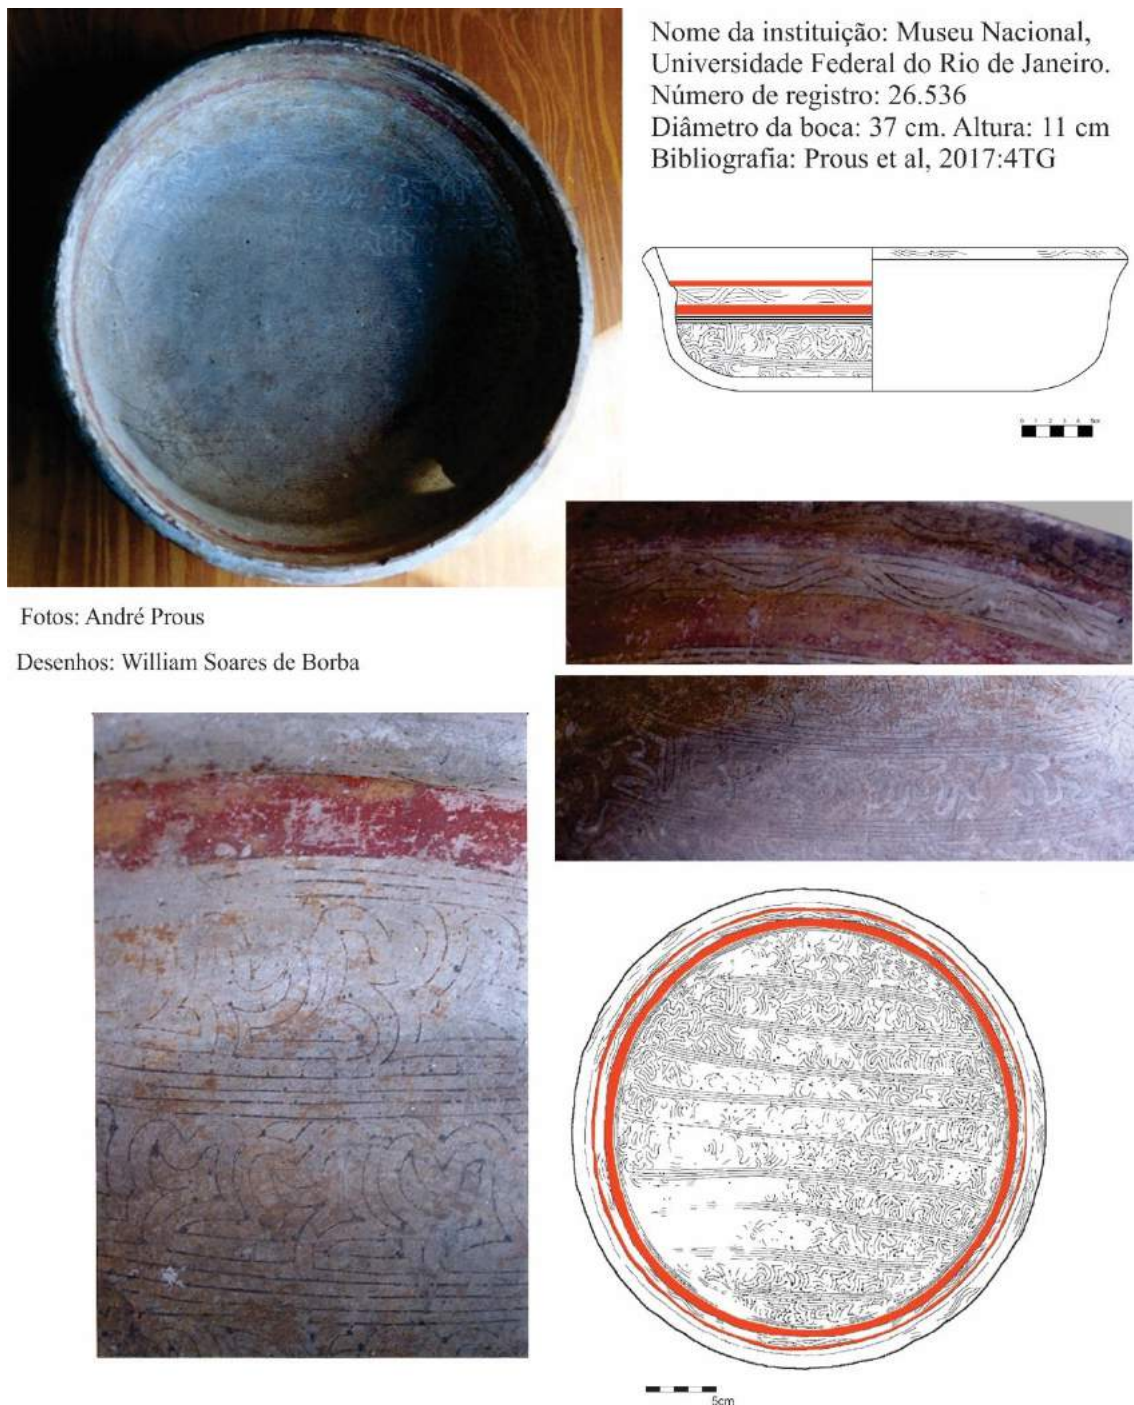 Nome da instituição: Museu Nacional,
Universidade Federal do Rio de Janeiro.
Número de registro: 26.536
Diâmetro da boca: 37 cm. Altura: 11 cm
Bibliografia: Prous et al, 2017:4TG
Fotos: André Prous
Desenhos: William Soares de Borba
5cm